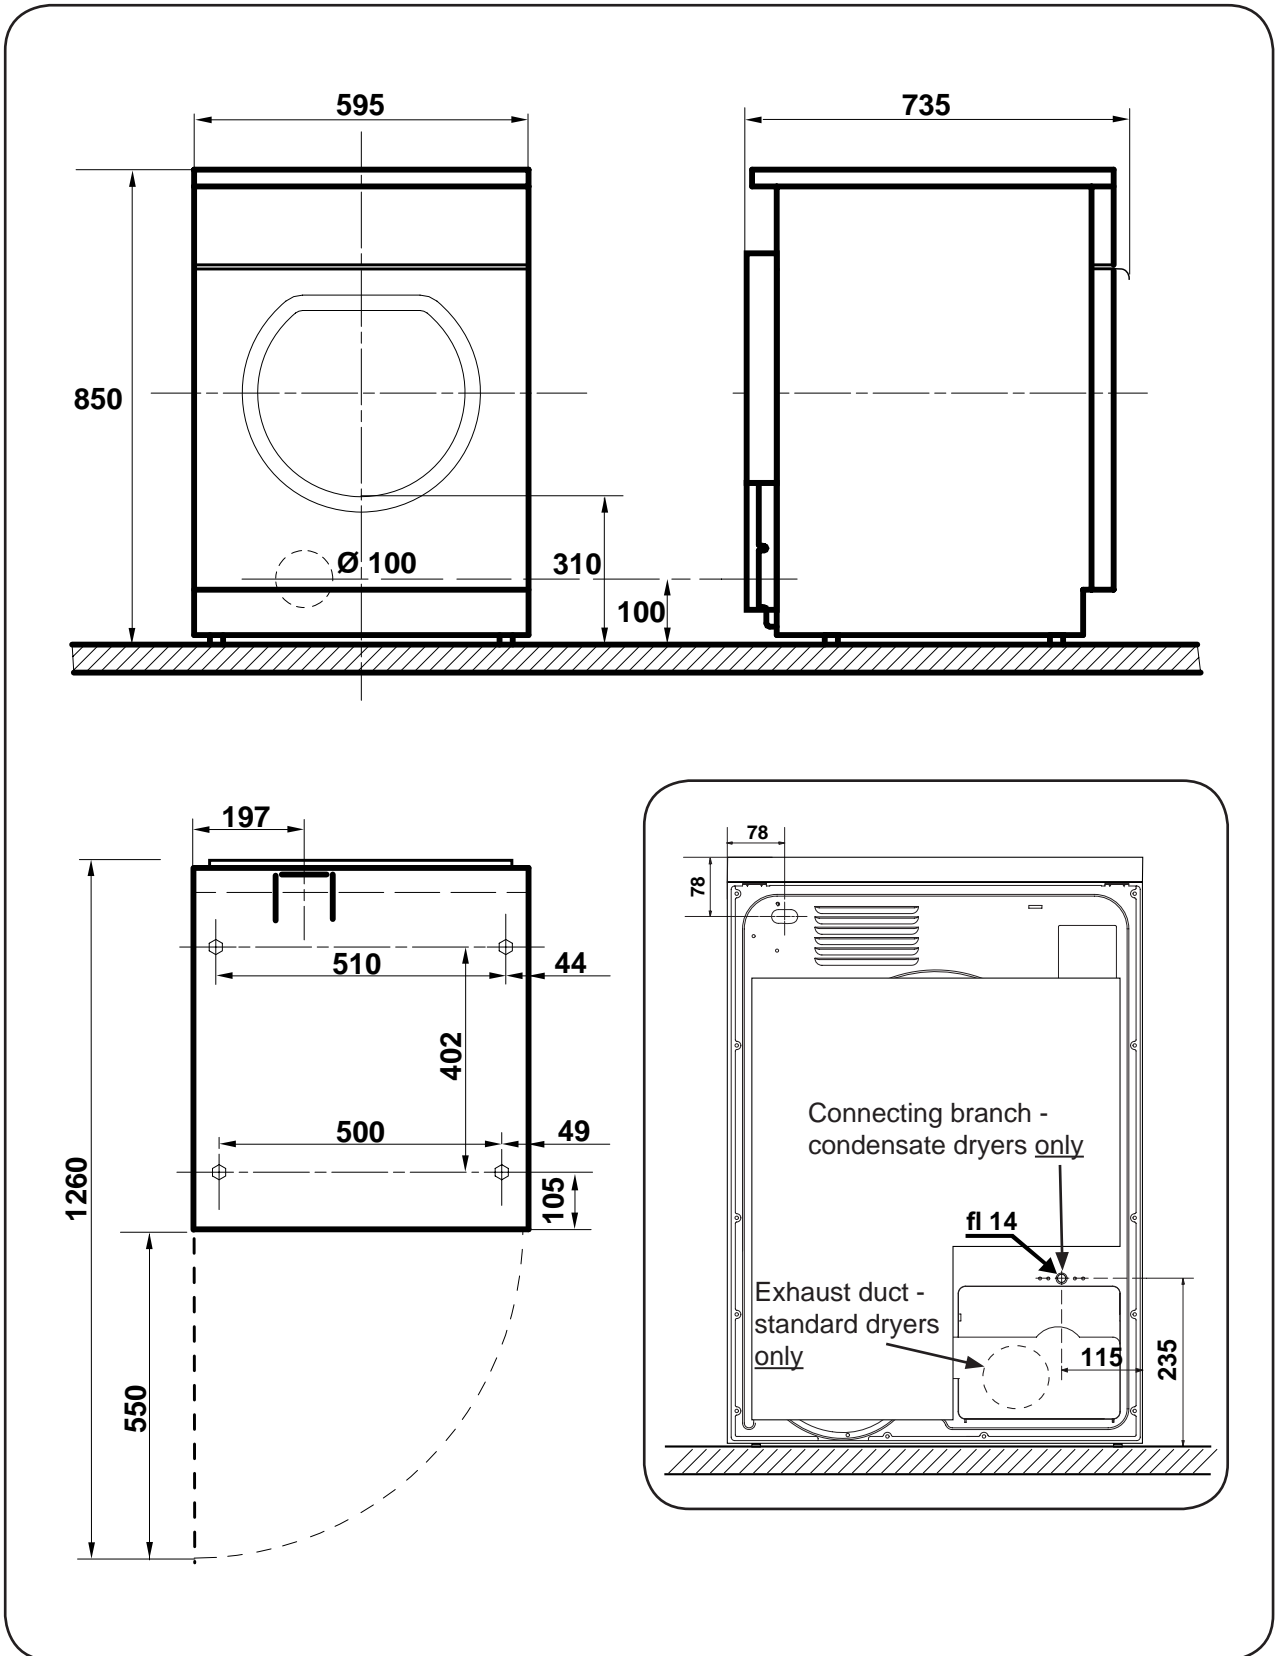 595
735
850
Ø 100
310
100
197
510
44
402
500
49
105
1260
550
78
78
Connecting branch -
condensate dryers only
fl 14
Exhaust duct -
standard dryers
only
115
235